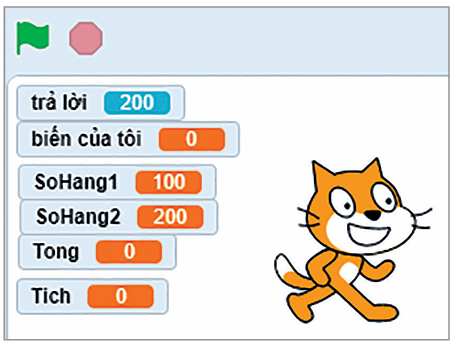 trả lời 200
biến của tôi 0
SoHang1 100
SoHang2 200
Tong 0
Tich 0